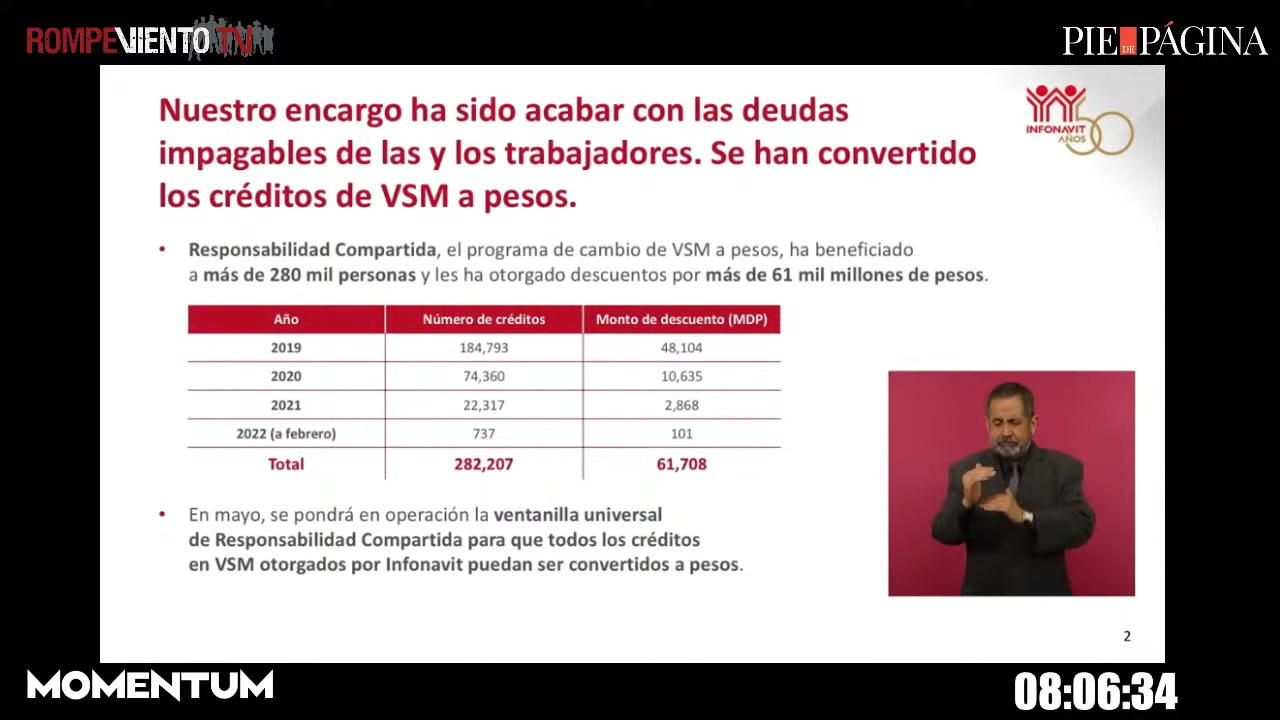 ROMPEVIENTO TV
PIE DE PÁGINA
Nuestro encargo ha sido acabar con las deudas
impagables de las y los trabajadores. Se han convertido
los créditos de VSM a pesos.
INFONAVIT
50
AÑOS
• Responsabilidad Compartida, el programa de cambio de VSM a pesos, ha beneficiado
a más de 280 mil personas y les ha otorgado descuentos por más de 61 mil millones de pesos.
Año Número de créditos Monto de descuento (MDP)
2019 184,793 48,104
2020 74,360 10,635
2021 22,317 2,868
2022 (a febrero) 737 101
Total 282,207 61,708
• En mayo, se pondrá en operación la ventanilla universal
de Responsabilidad Compartida para que todos los créditos
en VSM otorgados por Infonavit puedan ser convertidos a pesos.
2
MOMENTUM
08:06:34